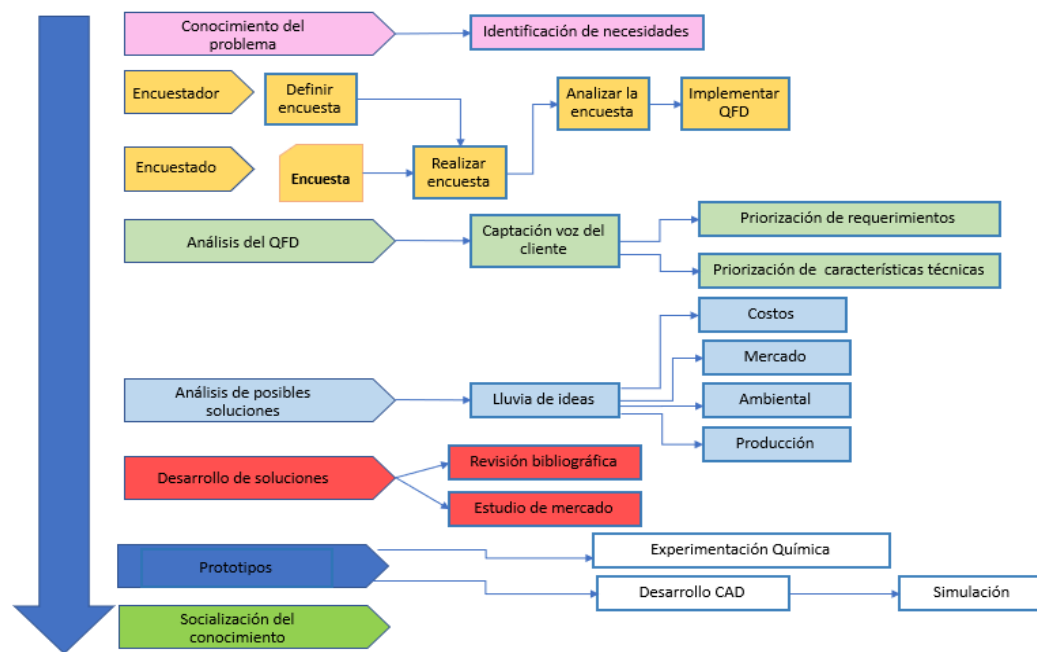 Conocimiento del
problema
Identificación de necesidades
Encuestador
Definir
encuesta
Analizar la
encuesta
Implementar
QFD
Encuestado
Encuesta
Realizar
encuesta
Análisis del QFD
Captación voz del
cliente
Priorización de requerimientos
Priorización de características técnicas
Análisis de posibles
soluciones
Lluvia de ideas
Costos
Mercado
Ambiental
Producción
Desarrollo de soluciones
Revisión bibliográfica
Estudio de mercado
Prototipos
Experimentación Química
Desarrollo CAD
Simulación
Socialización del
conocimiento